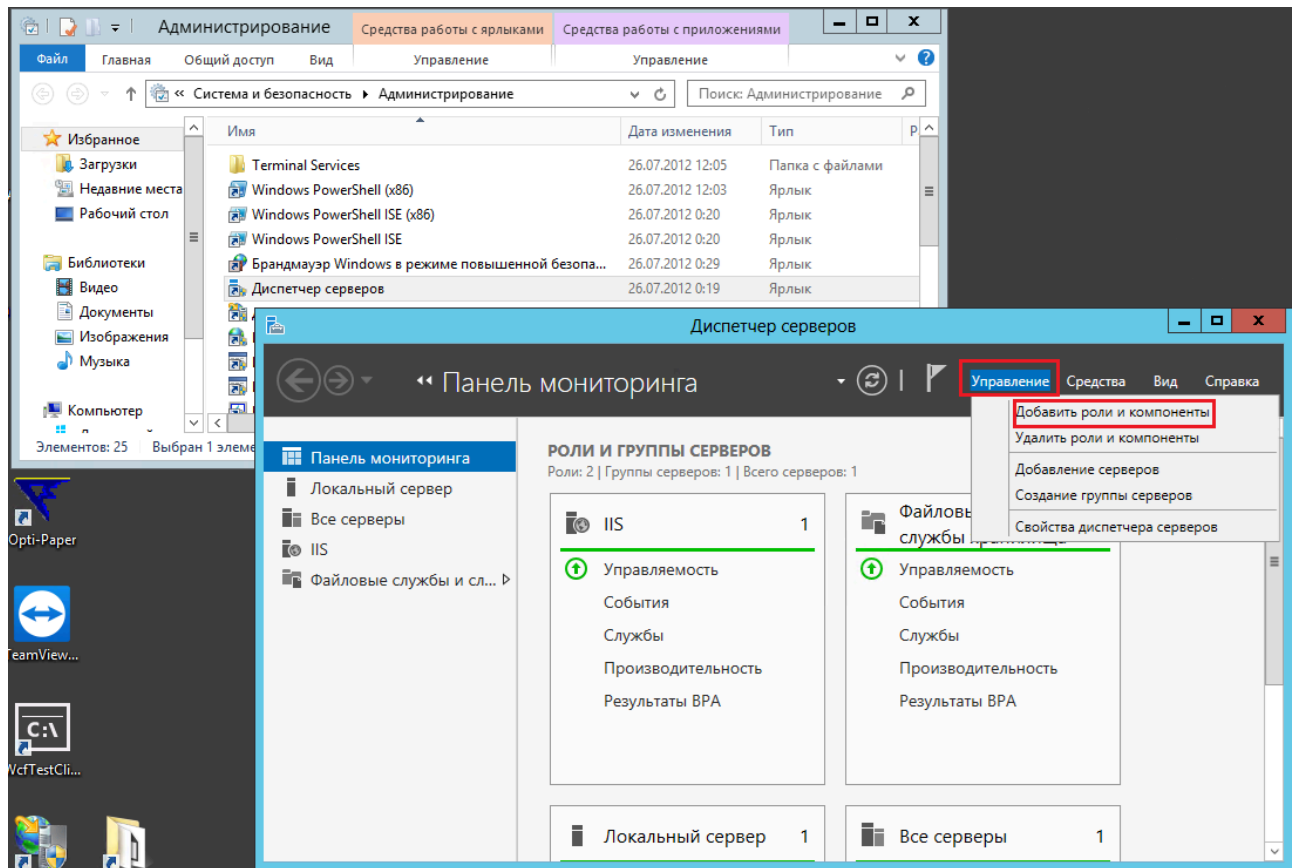 Администрирование
Средства работы с ярлыками
Средства работы с приложениями
Файл
Главная
Общий доступ
Вид
Управление
Управление
Система и безопасность
Администрирование
Поиск: Администрирование
Избранное
Загрузки
Недавние места
Рабочий стол
Библиотеки
Видео
Документы
Изображения
Музыка
Компьютер
Имя
Дата изменения
Тип
Р
Terminal Services 26.07.2012 12:05 Папка с файлами
Windows PowerShell (x86) 26.07.2012 12:03 Ярлык
Windows PowerShell ISE (x86) 26.07.2012 0:20 Ярлык
Windows PowerShell ISE 26.07.2012 0:20 Ярлык
Брандмауэр Windows в режиме повышенной безопа... 26.07.2012 0:29 Ярлык
Диспетчер серверов 26.07.2012 0:19 Ярлык
Элементов: 25 Выбран 1 элеме
Opti-Paper
TeamView...
WcfTestCli...
C:\
Диспетчер серверов
Панель мониторинга
Управление
Средства
Вид
Справка
Добавить роли и компоненты
Удалить роли и компоненты
Добавление серверов
Создание группы серверов
Свойства диспетчера серверов
Панель мониторинга
Локальный сервер
Все серверы
IIS
Файловые службы и сл...
РОЛИ И ГРУППЫ СЕРВЕРОВ
Роли: 2 | Группы серверов: 1 | Всего серверов: 1
IIS 1
Управляемость
События
Службы
Производительность
Результаты BPA
Файловы
службы
Управляемость
События
Службы
Производительность
Результаты BPA
Локальный сервер 1
Все серверы 1